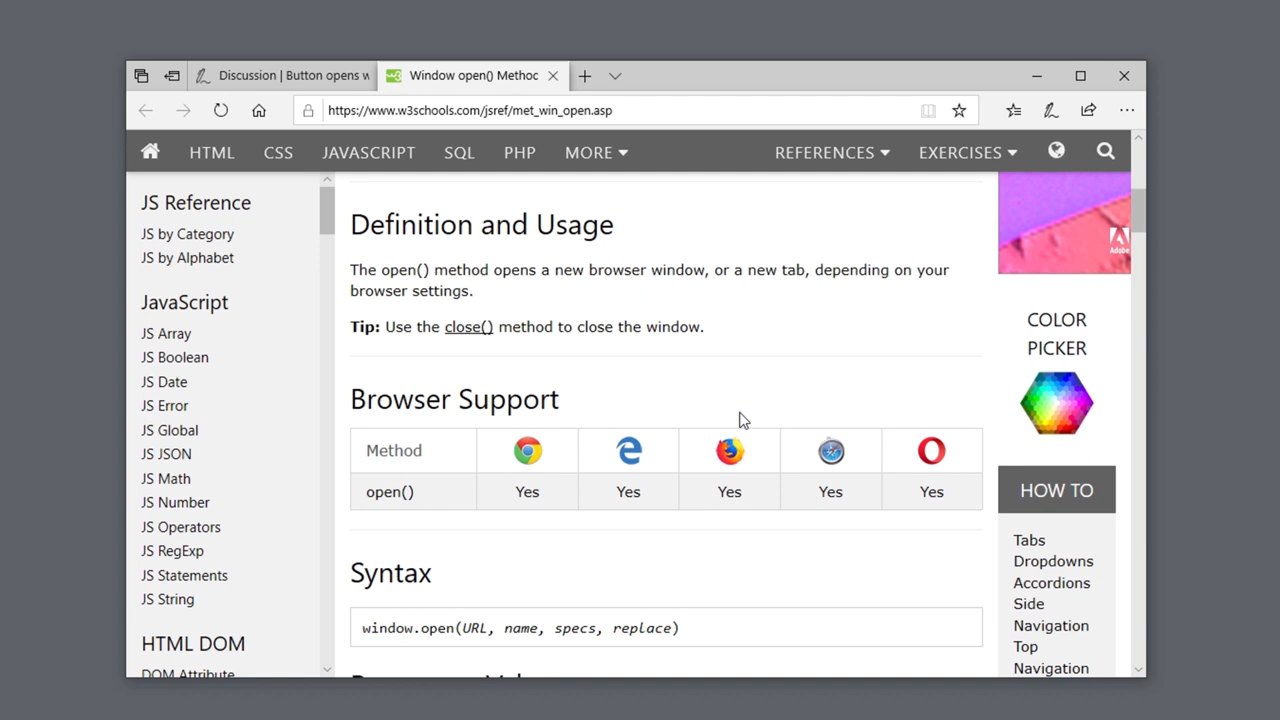 Discussion | Button opens w
Window open() Methoc
https://www.w3schools.com/jsref/met_win_open.asp
HTML
CSS
JAVASCRIPT
SQL
PHP
MORE
REFERENCES
EXERCISES
JS Reference
JS by Category
JS by Alphabet
JavaScript
JS Array
JS Boolean
JS Date
JS Error
JS Global
JS JSON
JS Math
JS Number
JS Operators
JS RegExp
JS Statements
JS String
HTML DOM
DOM Attribute
Definition and Usage
The open() method opens a new browser window, or a new tab, depending on your
browser settings.
Tip: Use the close() method to close the window.
Browser Support
Method
open() Yes Yes Yes Yes Yes
Syntax
window.open(URL, name, specs, replace)
Adobe
COLOR
PICKER
HOW TO
Tabs
Dropdowns
Accordions
Side
Navigation
Top
Navigation